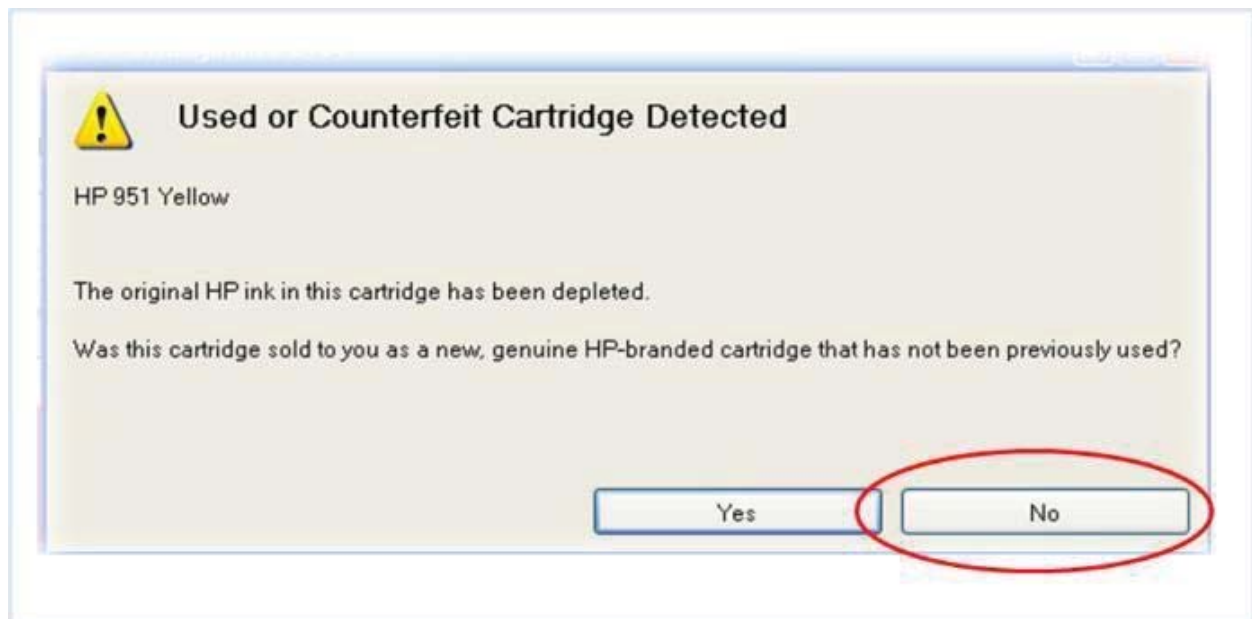 Used or Counterfeit Cartridge Detected
HP 951 Yellow
The original HP ink in this cartridge has been depleted.
Was this cartridge sold to you as a new, genuine HP-branded cartridge that has not been previously used?
Yes No